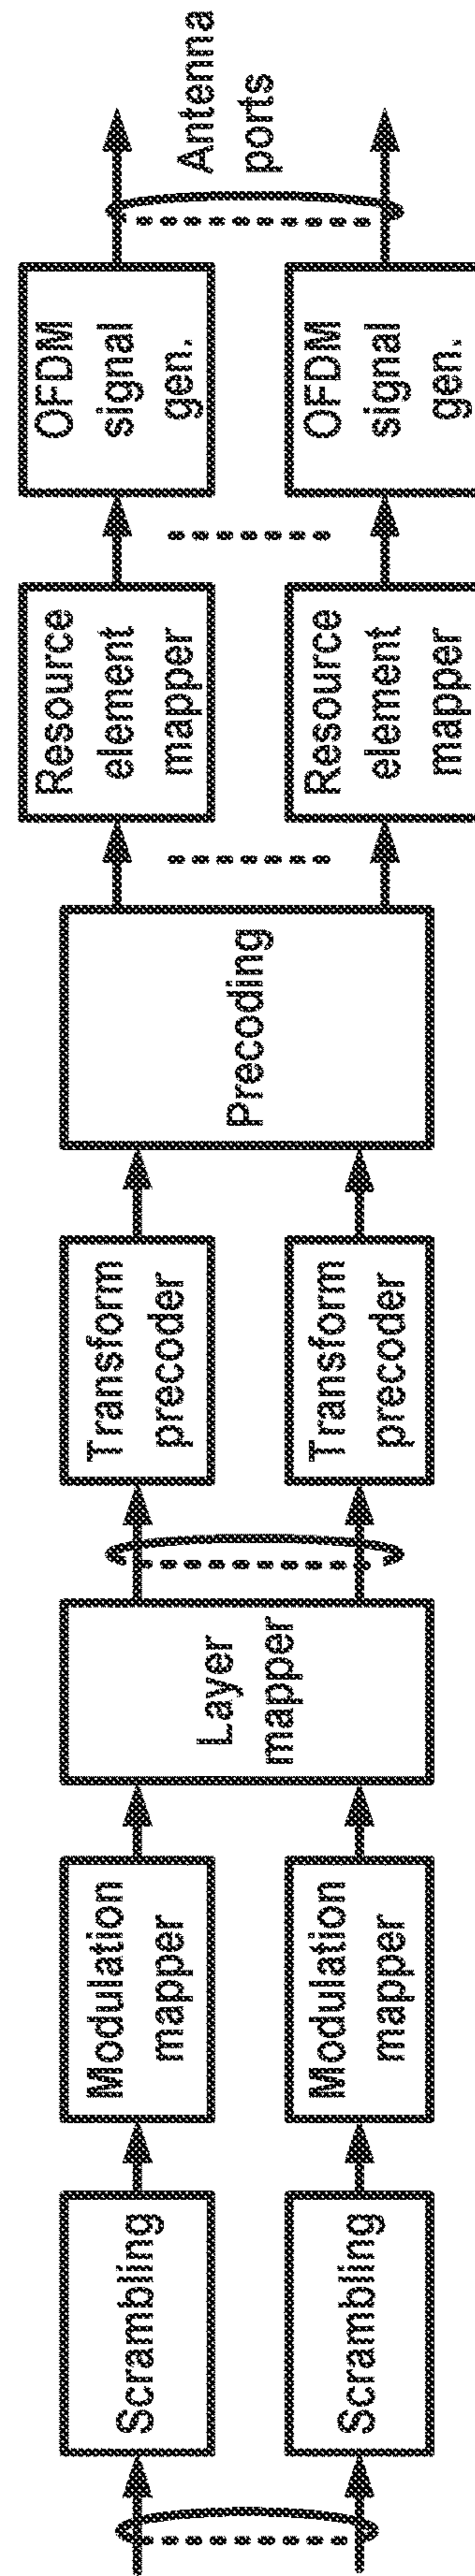 Scrambling
Modulation
mapper
Scrambling
Modulation
mapper
Layer
mapper
Transform
precoder
Transform
precoder
Precoding
Resource
element
mapper
Resource
element
mapper
OFDM
signal
gen.
OFDM
signal
gen.
Antenna
ports